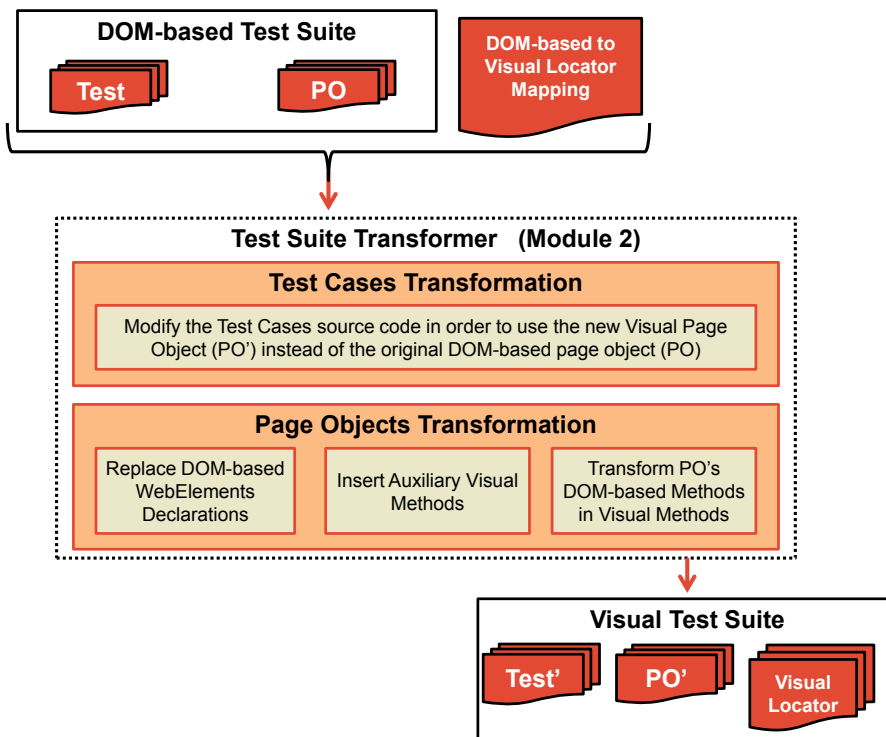 DOM-based Test Suite
Test
PO
DOM-based to
Visual Locator
Mapping
Test Suite Transformer (Module 2)
Test Cases Transformation
Modify the Test Cases source code in order to use the new Visual Page
Object (PO’) instead of the original DOM-based page object (PO)
Page Objects Transformation
Replace DOM-based
WebElements
Declarations
Insert Auxiliary Visual
Methods
Transform PO’s
DOM-based Methods
in Visual Methods
Visual Test Suite
Test’
PO’
Visual
Locator